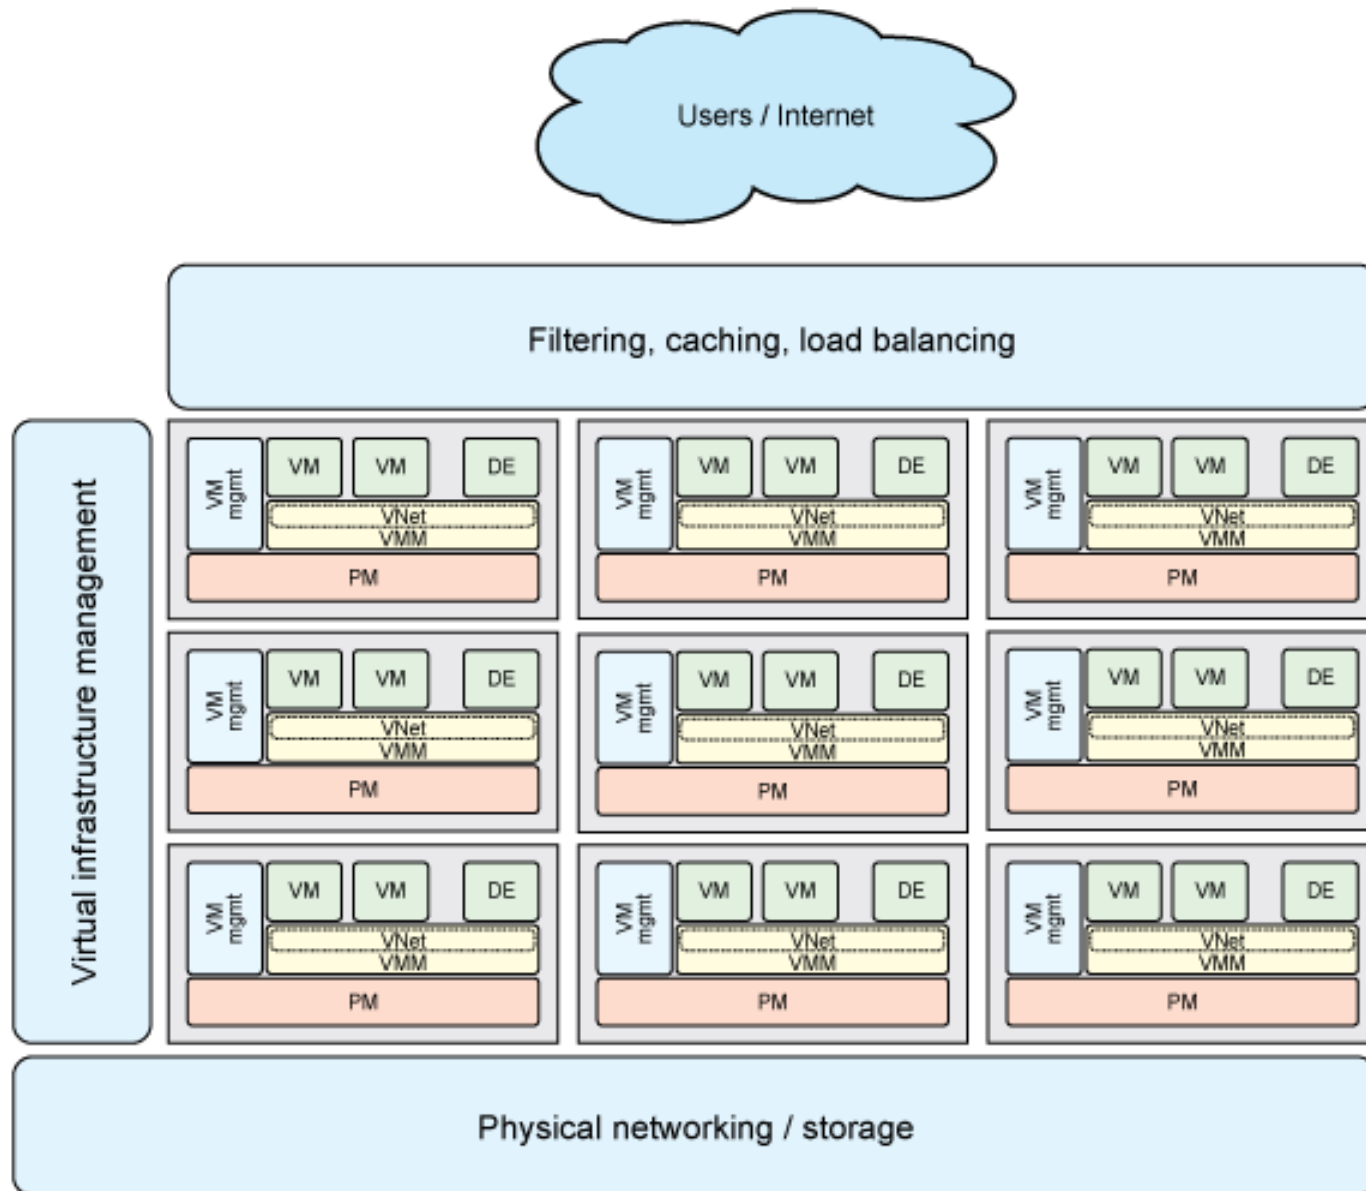 Users / Internet
Filtering, caching, load balancing
Virtual infrastructure management
VM
mgmt
VM
VM
DE
VNet
VMM
PM
VM
mgmt
VM
VM
DE
VNet
VMM
PM
VM
mgmt
VM
VM
DE
VNet
VMM
PM
VM
mgmt
VM
VM
DE
VNet
VMM
PM
VM
mgmt
VM
VM
DE
VNet
VMM
PM
VM
mgmt
VM
VM
DE
VNet
VMM
PM
VM
mgmt
VM
VM
DE
VNet
VMM
PM
VM
mgmt
VM
VM
DE
VNet
VMM
PM
VM
mgmt
VM
VM
DE
VNet
VMM
PM
Physical networking / storage